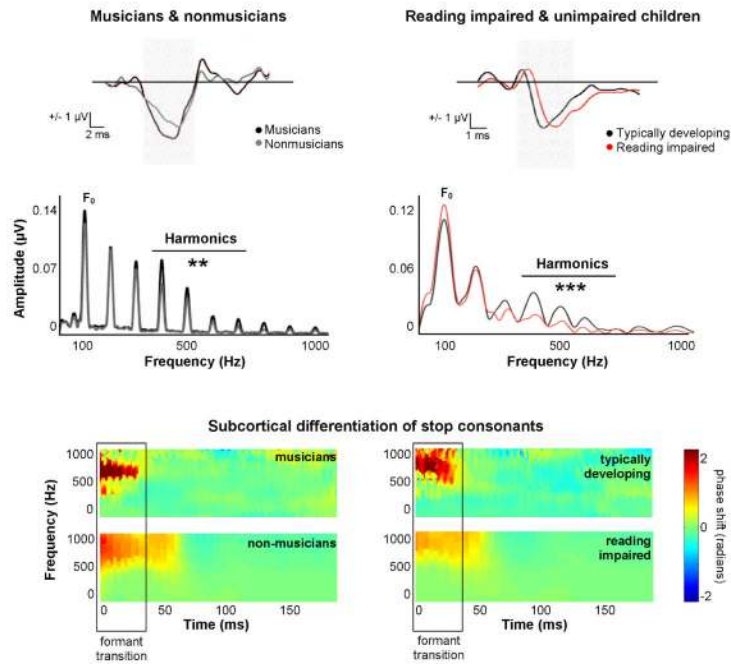 Musicians & nonmusicians
+/- 1 µV
2 ms
Musicians
Nonmusicians
Reading impaired & unimpaired children
+/- 1 µV
1 ms
Typically developing
Reading impaired
Amplitude (µV)
0.14
0.07
0
F₀
Harmonics
**
100
500
1000
Frequency (Hz)
0.12
0.06
0
F₀
Harmonics
***
100
500
1000
Frequency (Hz)
Subcortical differentiation of stop consonants
Frequency (Hz)
1000
500
0
musicians
1000
500
0
non-musicians
0
50
100
150
Time (ms)
formant
transition
1000
500
0
typically
developing
1000
500
0
reading
impaired
0
50
100
150
Time (ms)
formant
transition
2
0
-2
phase shift (radians)